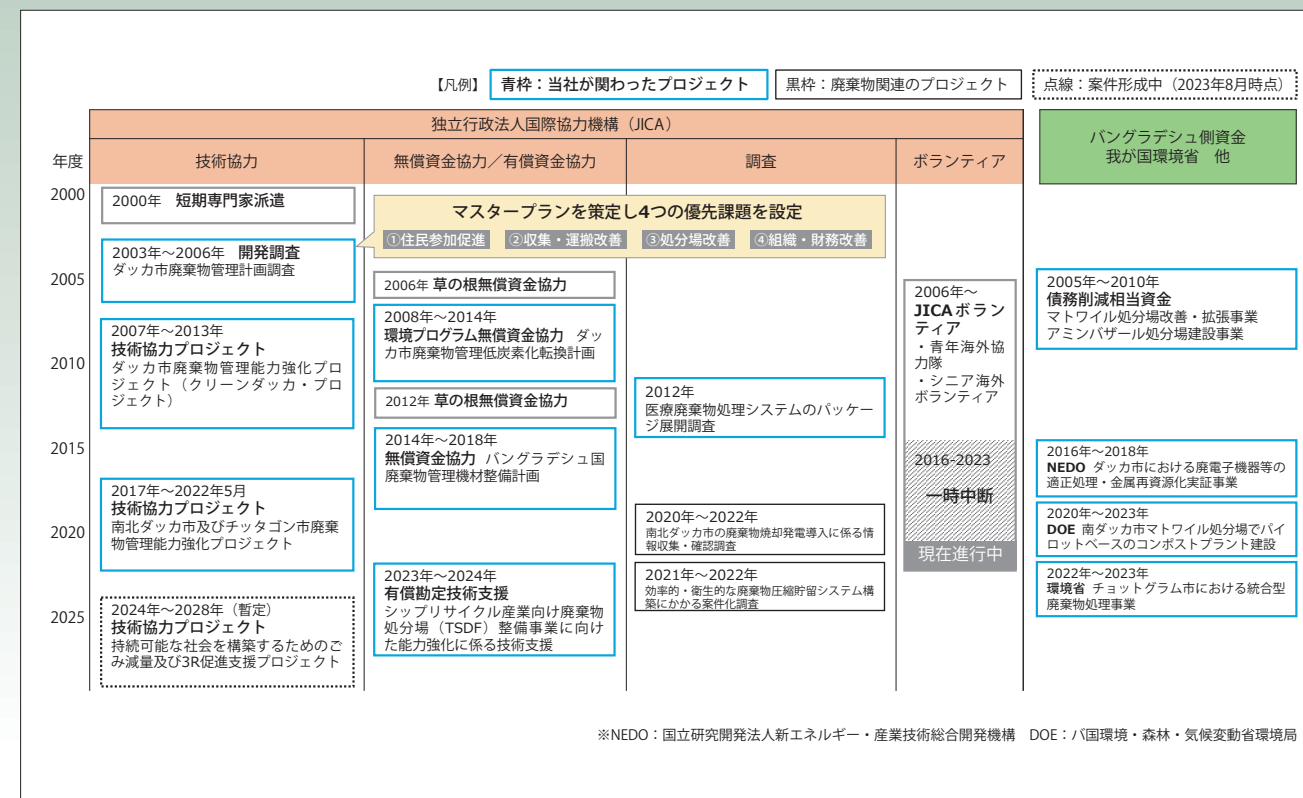 【凡例】
青枠：当社が関わったプロジェクト
黒枠：廃棄物関連のプロジェクト
点線：案件形成中（2023年8月時点）
独立行政法人国際協力機構（JICA）
年度
技術協力
無償資金協力／有償資金協力
調査
ボランティア
バングラデシュ側資金
我が国環境省　他
2000
2005
2010
2015
2020
2025
2000年　短期専門家派遣
2003年～2006年　開発調査
ダッカ市廃棄物管理計画調査
2007年～2013年
技術協力プロジェクト
ダッカ市廃棄物管理能力強化プロ
ジェクト（クリーンダッカ・プロ
ジェクト）
2017年～2022年5月
技術協力プロジェクト
南北ダッカ市及びチッタゴン市廃棄
物管理能力強化プロジェクト
2024年～2028年（暫定）
技術協力プロジェクト
持続可能な社会を構築するためのご
み減量及び3R促進支援プロジェクト
マスタープランを策定し4つの優先課題を設定
①住民参加促進　②収集・運搬改善　③処分場改善　④組織・財務改善
2006年 草の根無償資金協力
2008年～2014年
環境プログラム無償資金協力　ダッ
カ市廃棄物管理低炭素化転換計画
2012年 草の根無償資金協力
2014年～2018年
無償資金協力　バングラデシュ国
廃棄物管理機材整備計画
2023年～2024年
有償勘定技術支援
シップリサイクル産業向け廃棄物
処分場（TSDF）整備事業に向け
た能力強化に係る技術支援
2012年
医療廃棄物処理システムのパッケー
ジ展開調査
2020年～2022年
南北ダッカ市の廃棄物焼却発電導入に係る情
報収集・確認調査
2021年～2022年
効率的・衛生的な廃棄物圧縮貯留システム構
築にかかる案件化調査
2006年～
JICAボラン
ティア
・青年海外協
力隊
・シニア海外
ボランティア
2016-2023
一時中断
現在進行中
2005年～2010年
債務削減相当資金
マトワイル処分場改善・拡張事業
アミンバザール処分場建設事業
2016年～2018年
NEDO ダッカ市における廃電子機器等の
適正処理・金属再資源化実証事業
2020年～2023年
DOE 南ダッカ市マトワイル処分場でパイ
ロットベースのコンポストプラント建設
2022年～2023年
環境省 チョットグラム市における統合型
廃棄物処理事業
※NEDO：国立研究開発法人新エネルギー・産業技術総合開発機構　DOE：バ国環境・森林・気候変動省環境局